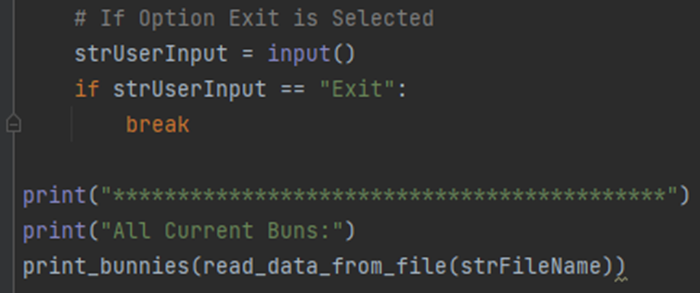 # If Option Exit is Selected
strUserInput = input()
if strUserInput == "Exit":
break
print("*******************************************")
print("All Current Buns:")
print_bunnies(read_data_from_file(strFileName))